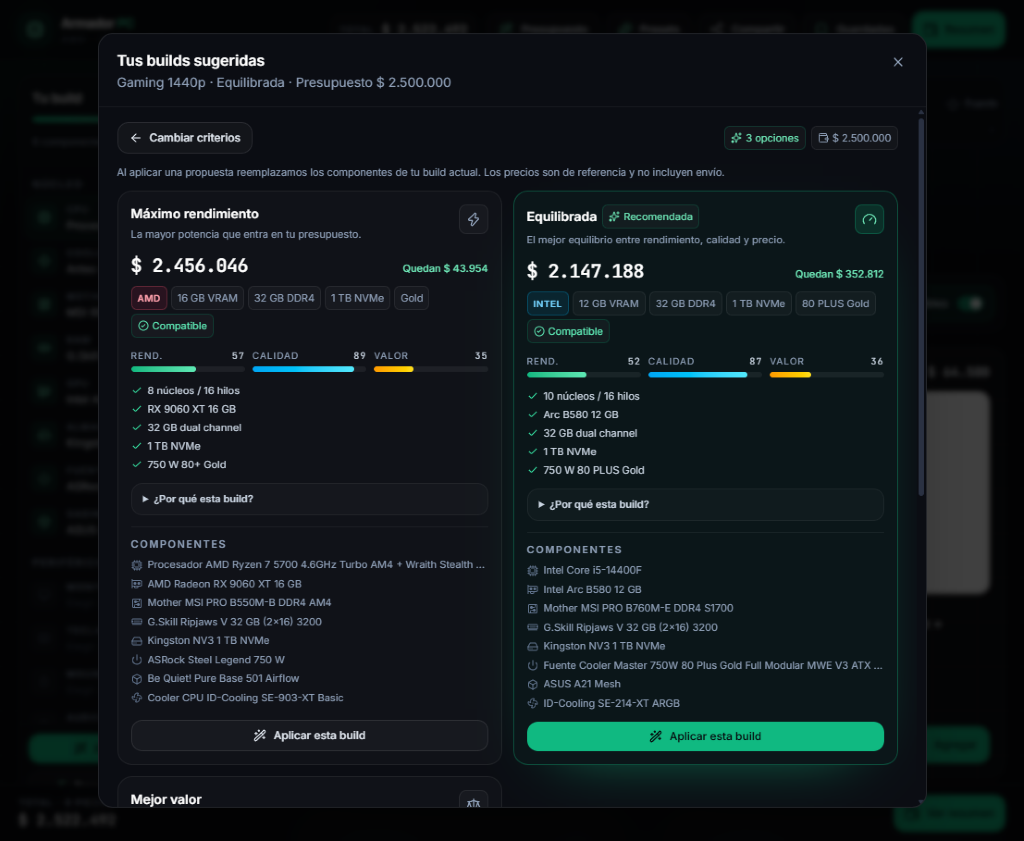 Tus builds sugeridas
Gaming 1440p · Equilibrada · Presupuesto $ 2.500.000
Cambiar criterios
3 opciones
$ 2.500.000
Al aplicar una propuesta reemplazamos los componentes de tu build actual. Los precios son de referencia y no incluyen envío.
Máximo rendimiento
La mayor potencia que entra en tu presupuesto.
$ 2.456.046
Quedan $ 43.954
AMD
16 GB VRAM
32 GB DDR4
1 TB NVMe
Gold
Compatible
REND. 57
CALIDAD 89
VALOR 35
8 núcleos / 16 hilos
RX 9060 XT 16 GB
32 GB dual channel
1 TB NVMe
750 W 80+ Gold
¿Por qué esta build?
COMPONENTES
Procesador AMD Ryzen 7 5700 4.6GHz Turbo AM4 + Wraith Stealth ...
AMD Radeon RX 9060 XT 16 GB
Mother MSI PRO B550M-B DDR4 AM4
G.Skill Ripjaws V 32 GB (2×16) 3200
Kingston NV3 1 TB NVMe
ASRock Steel Legend 750 W
Be Quiet! Pure Base 501 Airflow
Cooler CPU ID-Cooling SE-903-XT Basic
Aplicar esta build
Equilibrada
Recomendada
El mejor equilibrio entre rendimiento, calidad y precio.
$ 2.147.188
Quedan $ 352.812
INTEL
12 GB VRAM
32 GB DDR4
1 TB NVMe
80 PLUS Gold
Compatible
REND. 52
CALIDAD 87
VALOR 36
10 núcleos / 16 hilos
Arc B580 12 GB
32 GB dual channel
1 TB NVMe
750 W 80 PLUS Gold
¿Por qué esta build?
COMPONENTES
Intel Core i5-14400F
Intel Arc B580 12 GB
Mother MSI PRO B760M-E DDR4 S1700
G.Skill Ripjaws V 32 GB (2×16) 3200
Kingston NV3 1 TB NVMe
Fuente Cooler Master 750W 80 Plus Gold Full Modular MWE V3 ATX ...
ASUS A21 Mesh
ID-Cooling SE-214-XT ARGB
Aplicar esta build
Mejor valor